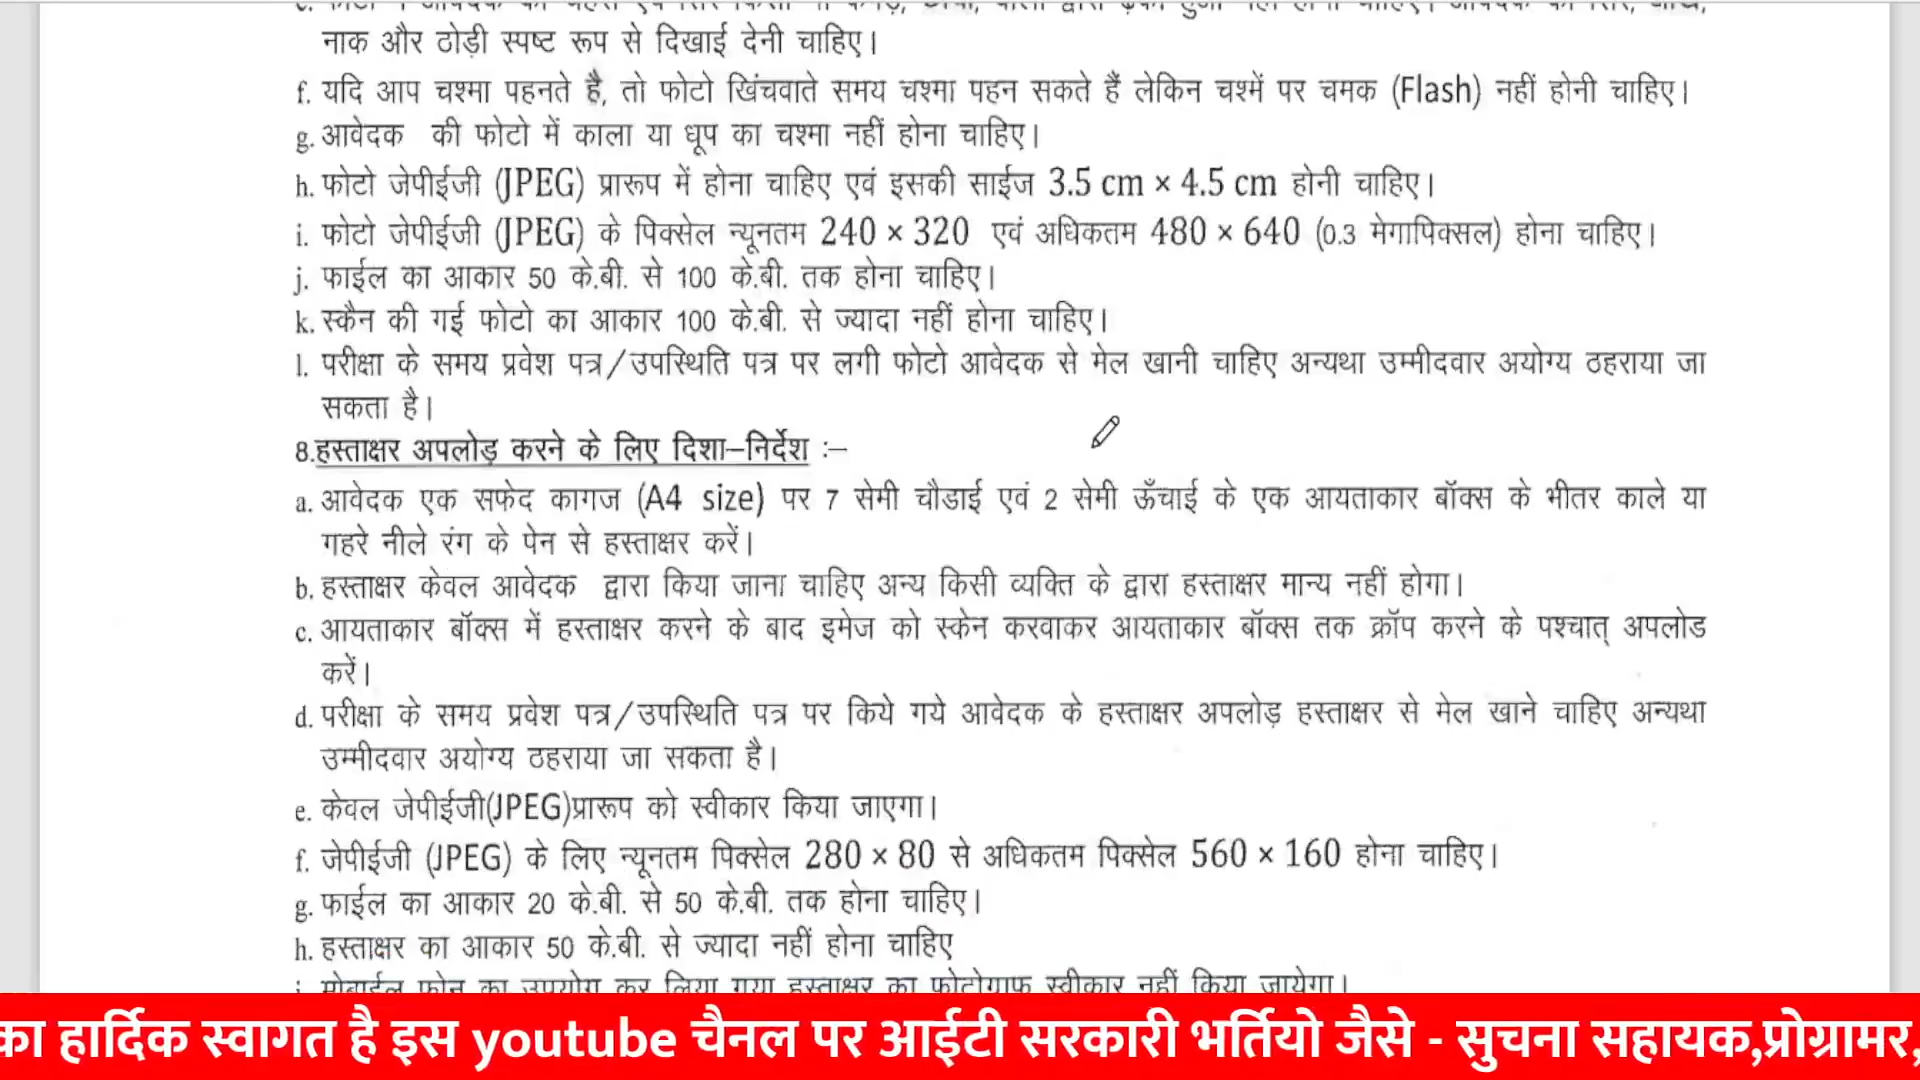 नाक और ठोड़ी स्पष्ट रूप से दिखाई देनी चाहिए।
f. यदि आप चश्मा पहनते है, तो फोटो खिंचवाते समय चश्मा पहन सकते हैं लेकिन चश्में पर चमक (Flash) नहीं होनी चाहिए।
g. आवेदक की फोटो में काला या धूप का चश्मा नहीं होना चाहिए।
h. फोटो जेपीईजी (JPEG) प्रारूप में होना चाहिए एवं इसकी साईज 3.5 cm × 4.5 cm होनी चाहिए।
i. फोटो जेपीईजी (JPEG) के पिक्सेल न्यूनतम 240 × 320 एवं अधिकतम 480 × 640 (0.3 मेगापिक्सल) होना चाहिए।
j. फाईल का आकार 50 के.बी. से 100 के.बी. तक होना चाहिए।
k. स्कैन की गई फोटो का आकार 100 के.बी. से ज्यादा नहीं होना चाहिए।
l. परीक्षा के समय प्रवेश पत्र/उपस्थिति पत्र पर लगी फोटो आवेदक से मेल खानी चाहिए अन्यथा उम्मीदवार अयोग्य ठहराया जा
सकता है।
8.हस्ताक्षर अपलोड़ करने के लिए दिशा–निर्देश :–
a. आवेदक एक सफेद कागज (A4 size) पर 7 सेमी चौडाई एवं 2 सेमी ऊँचाई के एक आयताकार बॉक्स के भीतर काले या
गहरे नीले रंग के पेन से हस्ताक्षर करें।
b. हस्ताक्षर केवल आवेदक द्वारा किया जाना चाहिए अन्य किसी व्यक्ति के द्वारा हस्ताक्षर मान्य नहीं होगा।
c. आयताकार बॉक्स में हस्ताक्षर करने के बाद इमेज को स्केन करवाकर आयताकार बॉक्स तक क्रॉप करने के पश्चात् अपलोड
करें।
d. परीक्षा के समय प्रवेश पत्र/उपस्थिति पत्र पर किये गये आवेदक के हस्ताक्षर अपलोड़ हस्ताक्षर से मेल खाने चाहिए अन्यथा
उम्मीदवार अयोग्य ठहराया जा सकता है।
e. केवल जेपीईजी(JPEG)प्रारूप को स्वीकार किया जाएगा।
f. जेपीईजी (JPEG) के लिए न्यूनतम पिक्सेल 280 × 80 से अधिकतम पिक्सेल 560 × 160 होना चाहिए।
g. फाईल का आकार 20 के.बी. से 50 के.बी. तक होना चाहिए।
h. हस्ताक्षर का आकार 50 के.बी. से ज्यादा नहीं होना चाहिए
i. मोबाईल फोन का उपयोग कर लिया गया हस्ताक्षर का फोटोग्राफ स्वीकार नहीं किया जायेगा।
का हार्दिक स्वागत है इस youtube चैनल पर आईटी सरकारी भर्तियो जैसे - सुचना सहायक,प्रोग्रामर,